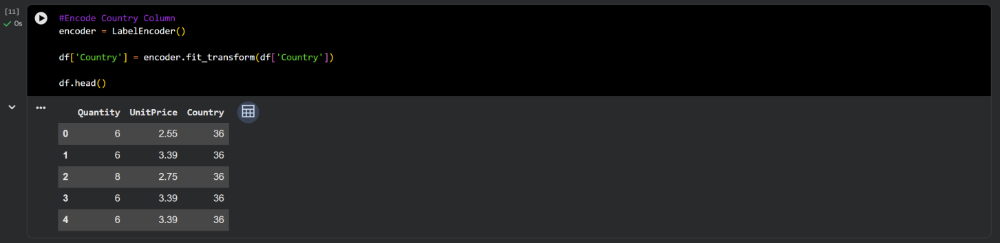 [11]
0s
#Encode Country Column
encoder = LabelEncoder()
df['Country'] = encoder.fit_transform(df['Country'])
df.head()
Quantity UnitPrice Country
0 6 2.55 36
1 6 3.39 36
2 8 2.75 36
3 6 3.39 36
4 6 3.39 36